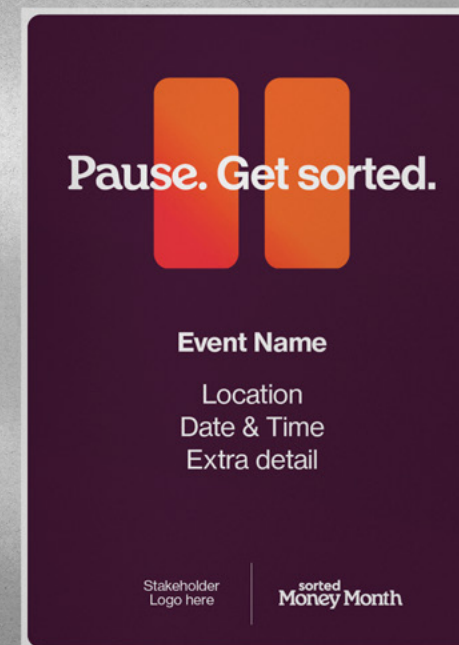 Pause. Get sorted.
Event Name
Location
Date & Time
Extra detail
Stakeholder
Logo here
sorted
Money Month